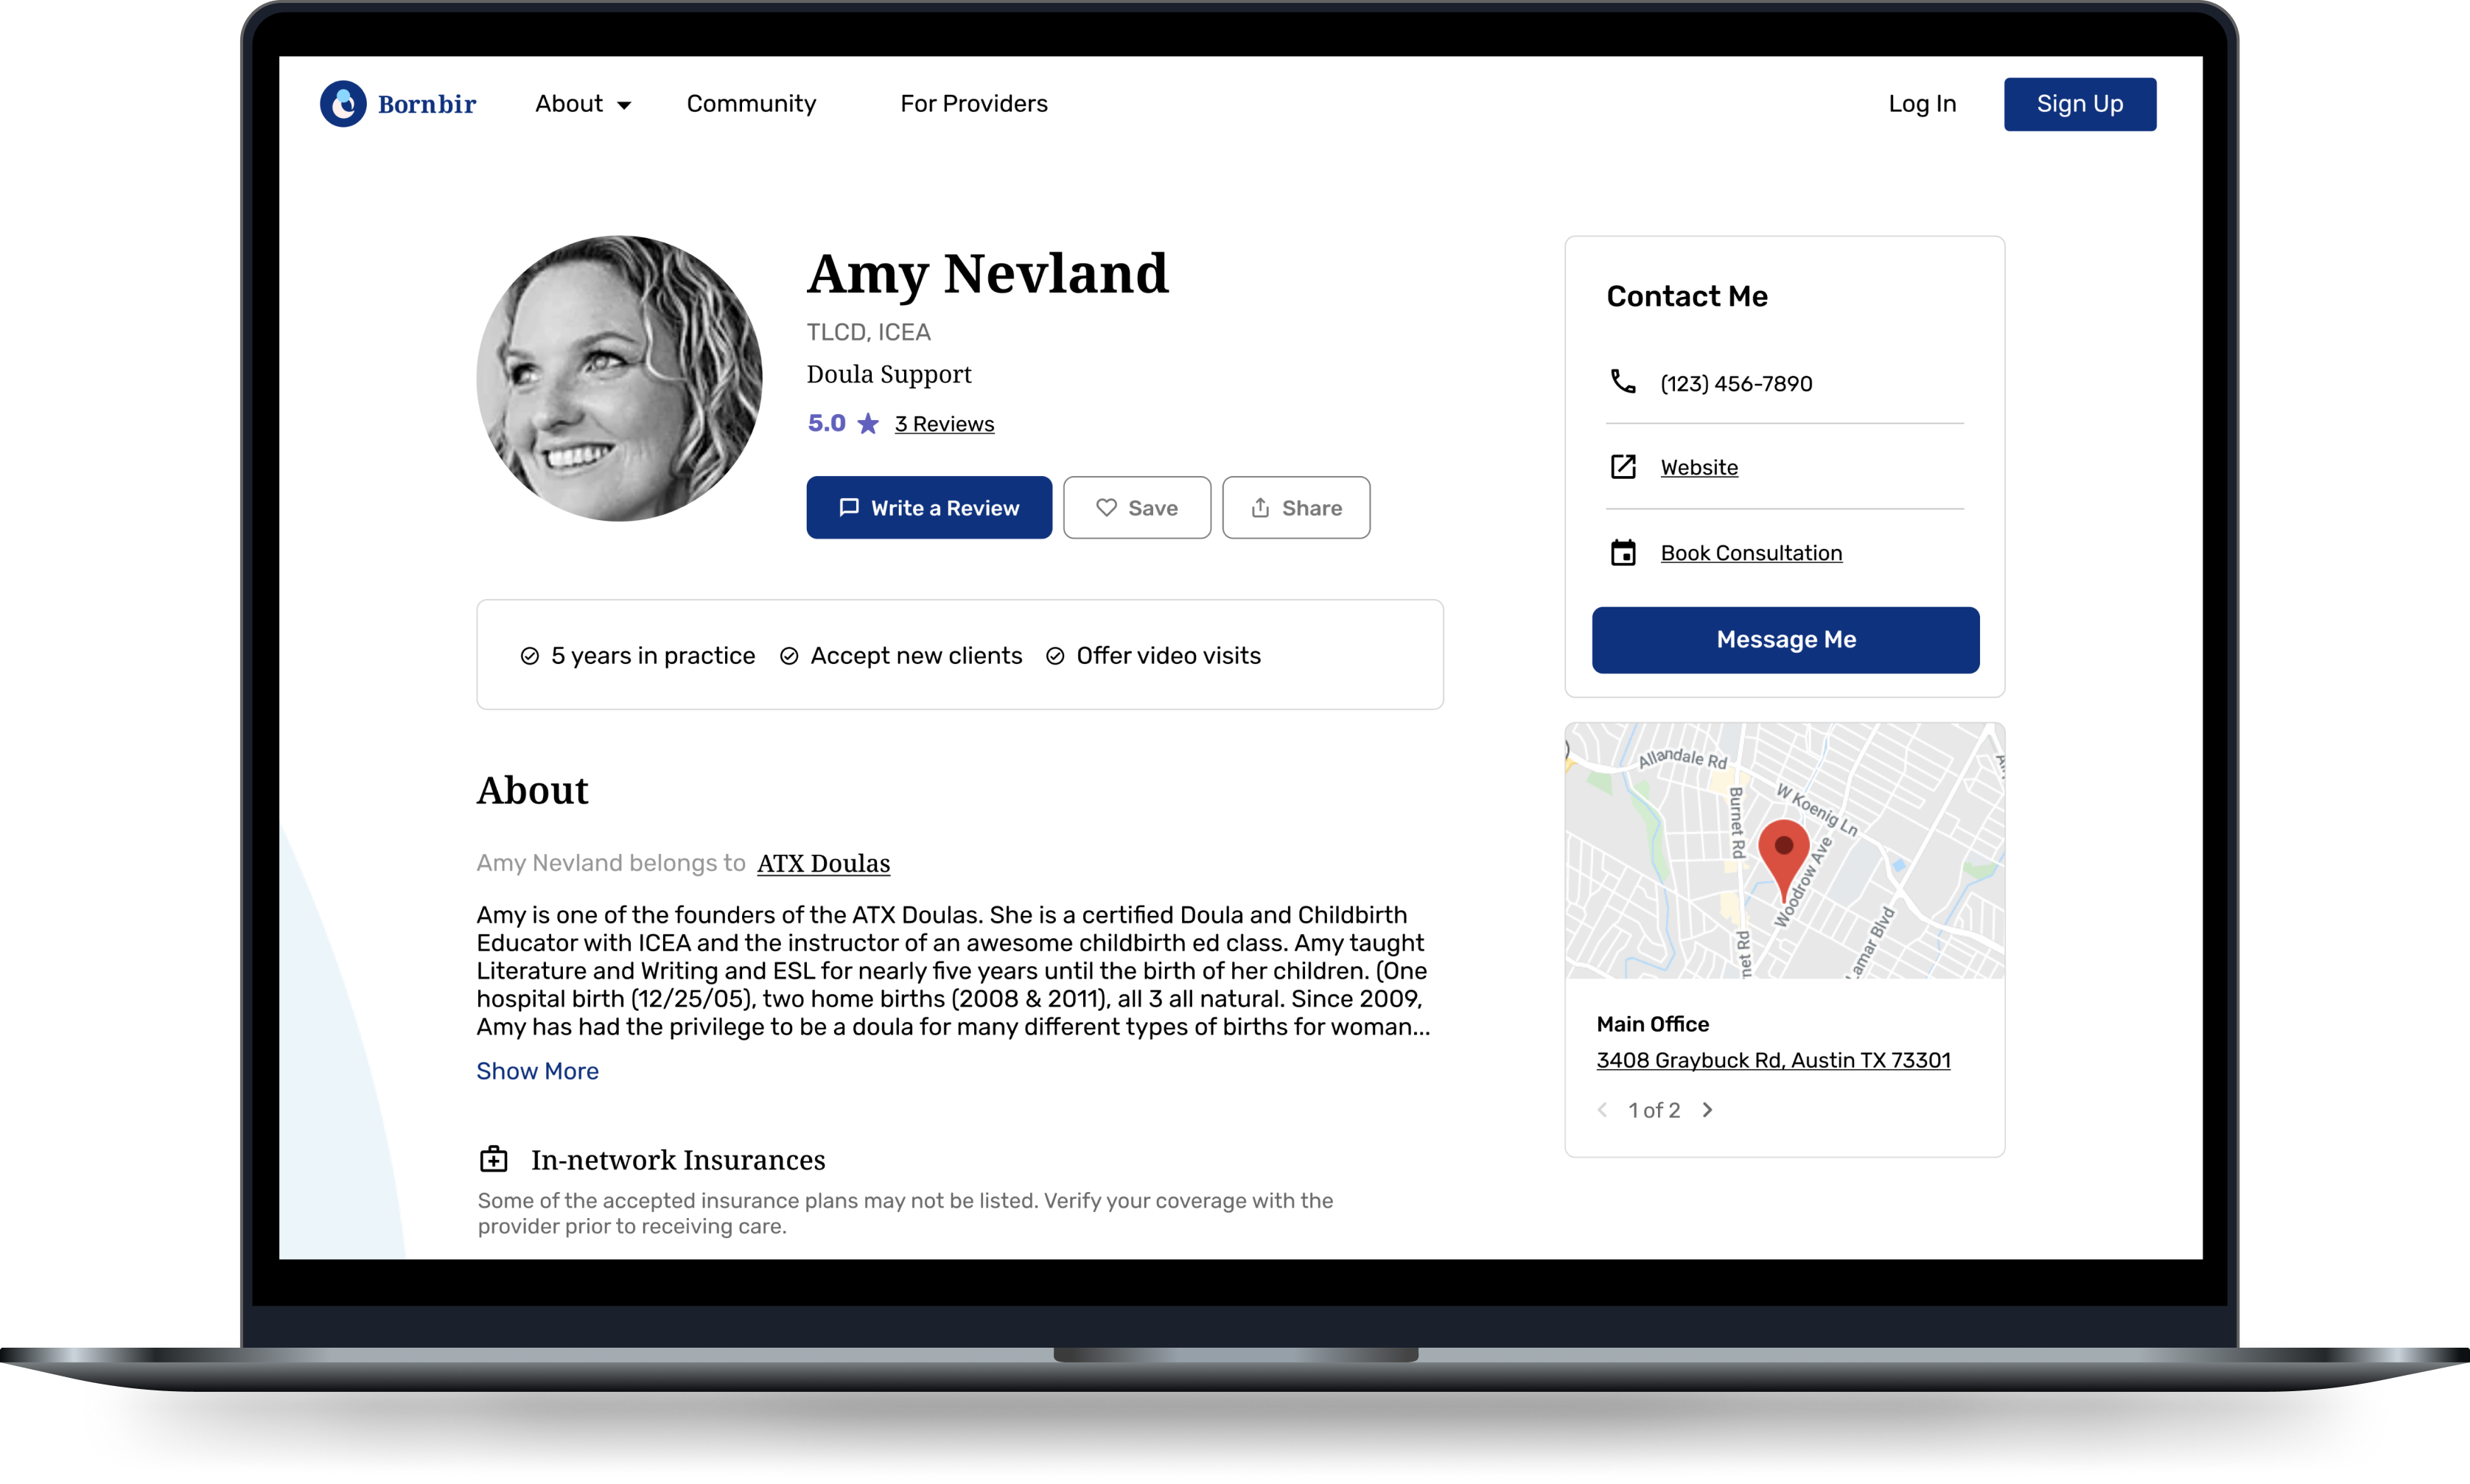 Bornbir
About
Community
For Providers
Log In
Sign Up
Amy Nevland
TLCD, ICEA
Doula Support
5.0 3 Reviews
Write a Review
Save
Share
5 years in practice
Accept new clients
Offer video visits
About
Amy Nevland belongs to ATX Doulas
Amy is one of the founders of the ATX Doulas. She is a certified Doula and Childbirth
Educator with ICEA and the instructor of an awesome childbirth ed class. Amy taught
Literature and Writing and ESL for nearly five years until the birth of her children. (One
hospital birth (12/25/05), two home births (2008 & 2011), all 3 all natural. Since 2009,
Amy has had the privilege to be a doula for many different types of births for woman...
Show More
In-network Insurances
Some of the accepted insurance plans may not be listed. Verify your coverage with the
provider prior to receiving care.
Contact Me
(123) 456-7890
Website
Book Consultation
Message Me
Allandale Rd
Burnet Rd
W Koenig Ln
Woodrow Ave
net Rd
Lamar Blvd
Main Office
3408 Graybuck Rd, Austin TX 73301
1 of 2